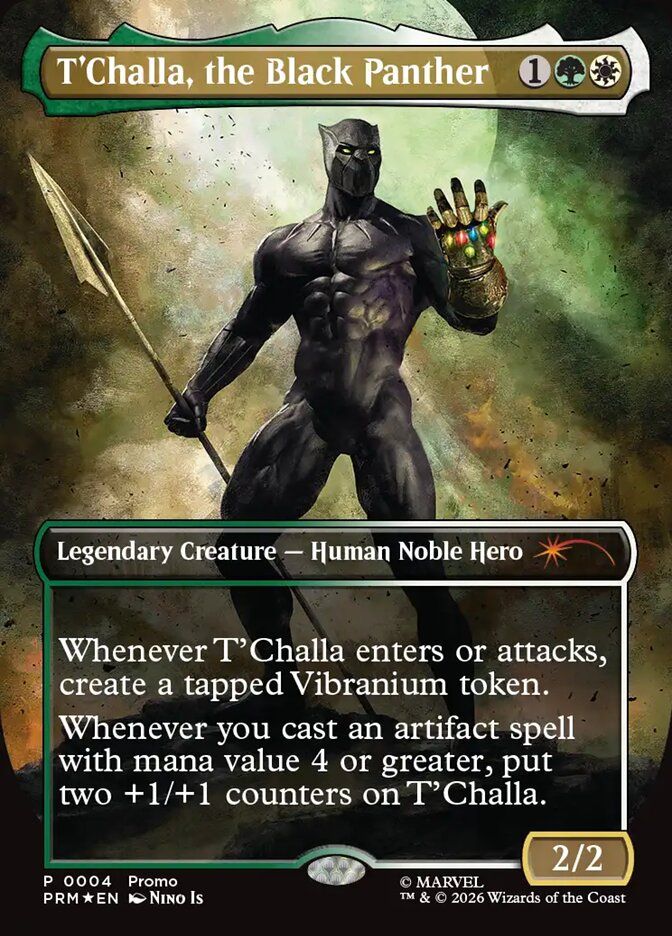 T'Challa, the Black Panther 1
Legendary Creature — Human Noble Hero
Whenever T'Challa enters or attacks,
create a tapped Vibranium token.
Whenever you cast an artifact spell
with mana value 4 or greater, put
two +1/+1 counters on T'Challa.
2/2
P 0004 Promo
PRM★EN Nino Is
© MARVEL
™ & © 2026 Wizards of the Coast